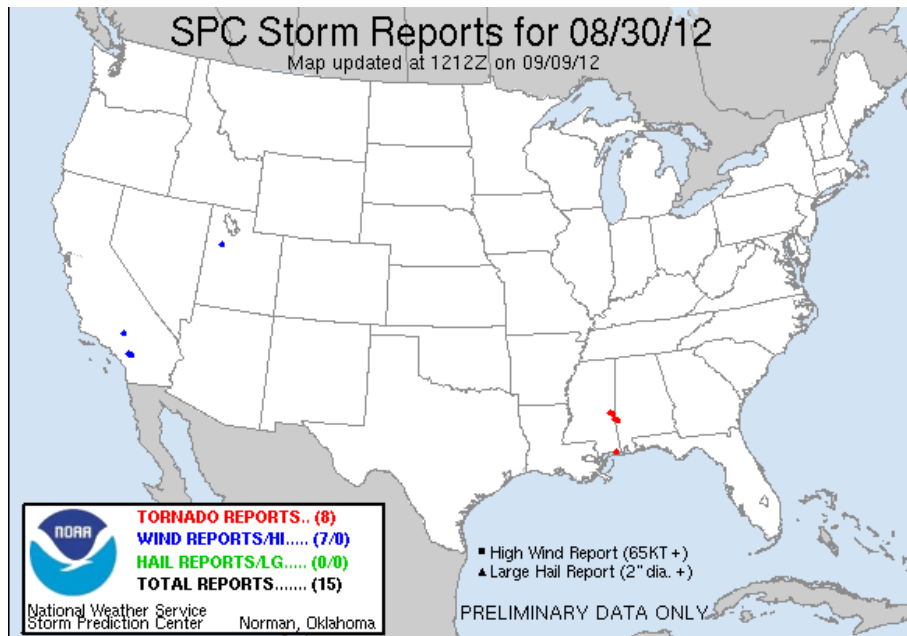 SPC Storm Reports for 08/30/12
Map updated at 1212Z on 09/09/12
NOAA
TORNADO REPORTS.. (8)
WIND REPORTS/HI..... (7/0)
HAIL REPORTS/LG..... (0/0)
TOTAL REPORTS....... (15)
National Weather Service
Storm Prediction Center Norman, Oklahoma
High Wind Report (65KT +)
Large Hail Report (2" dia. +)
PRELIMINARY DATA ONLY